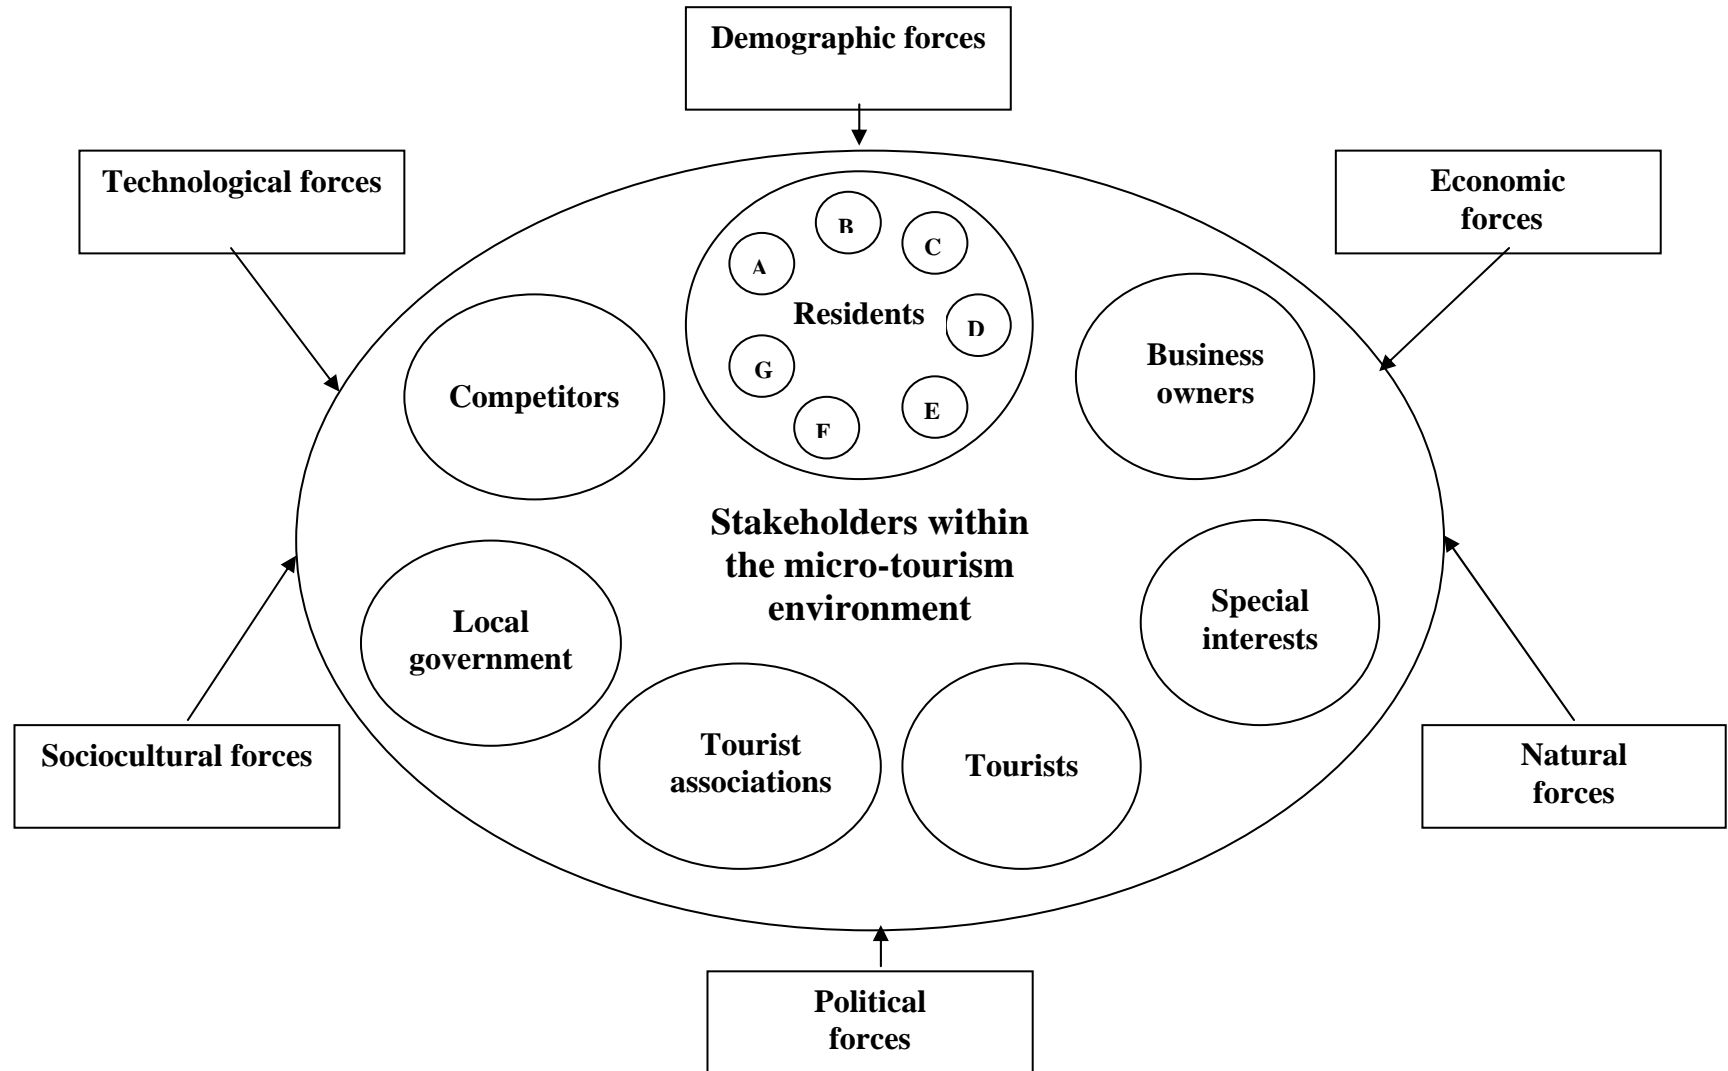 Demographic forces
Technological forces
Economic
forces
B
C
A
Residents
D
G
E
F
Competitors
Business
owners
Stakeholders within
the micro-tourism
environment
Local
government
Special
interests
Tourist
associations
Tourists
Sociocultural forces
Natural
forces
Political
forces